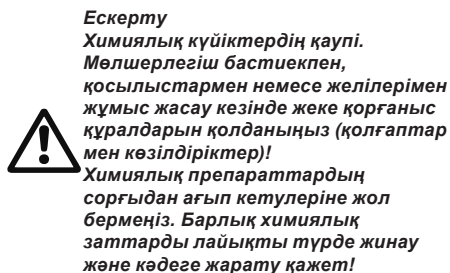 Ескерту
Химиялық күйіктердің қаупі.
Мөлшерлегіш бастиекпен,
қосылыстармен немесе желілерімен
жұмыс жасау кезінде жеке қорғаныс
құралдарын қолданыңыз (қолғаптар
мен көзілдіріктер)!
Химиялық препараттардың
сорғыдан ағып кетулеріне жол
бермеңіз. Барлық химиялық
заттарды лайықты түрде жинау
және кәдеге жарату қажет!